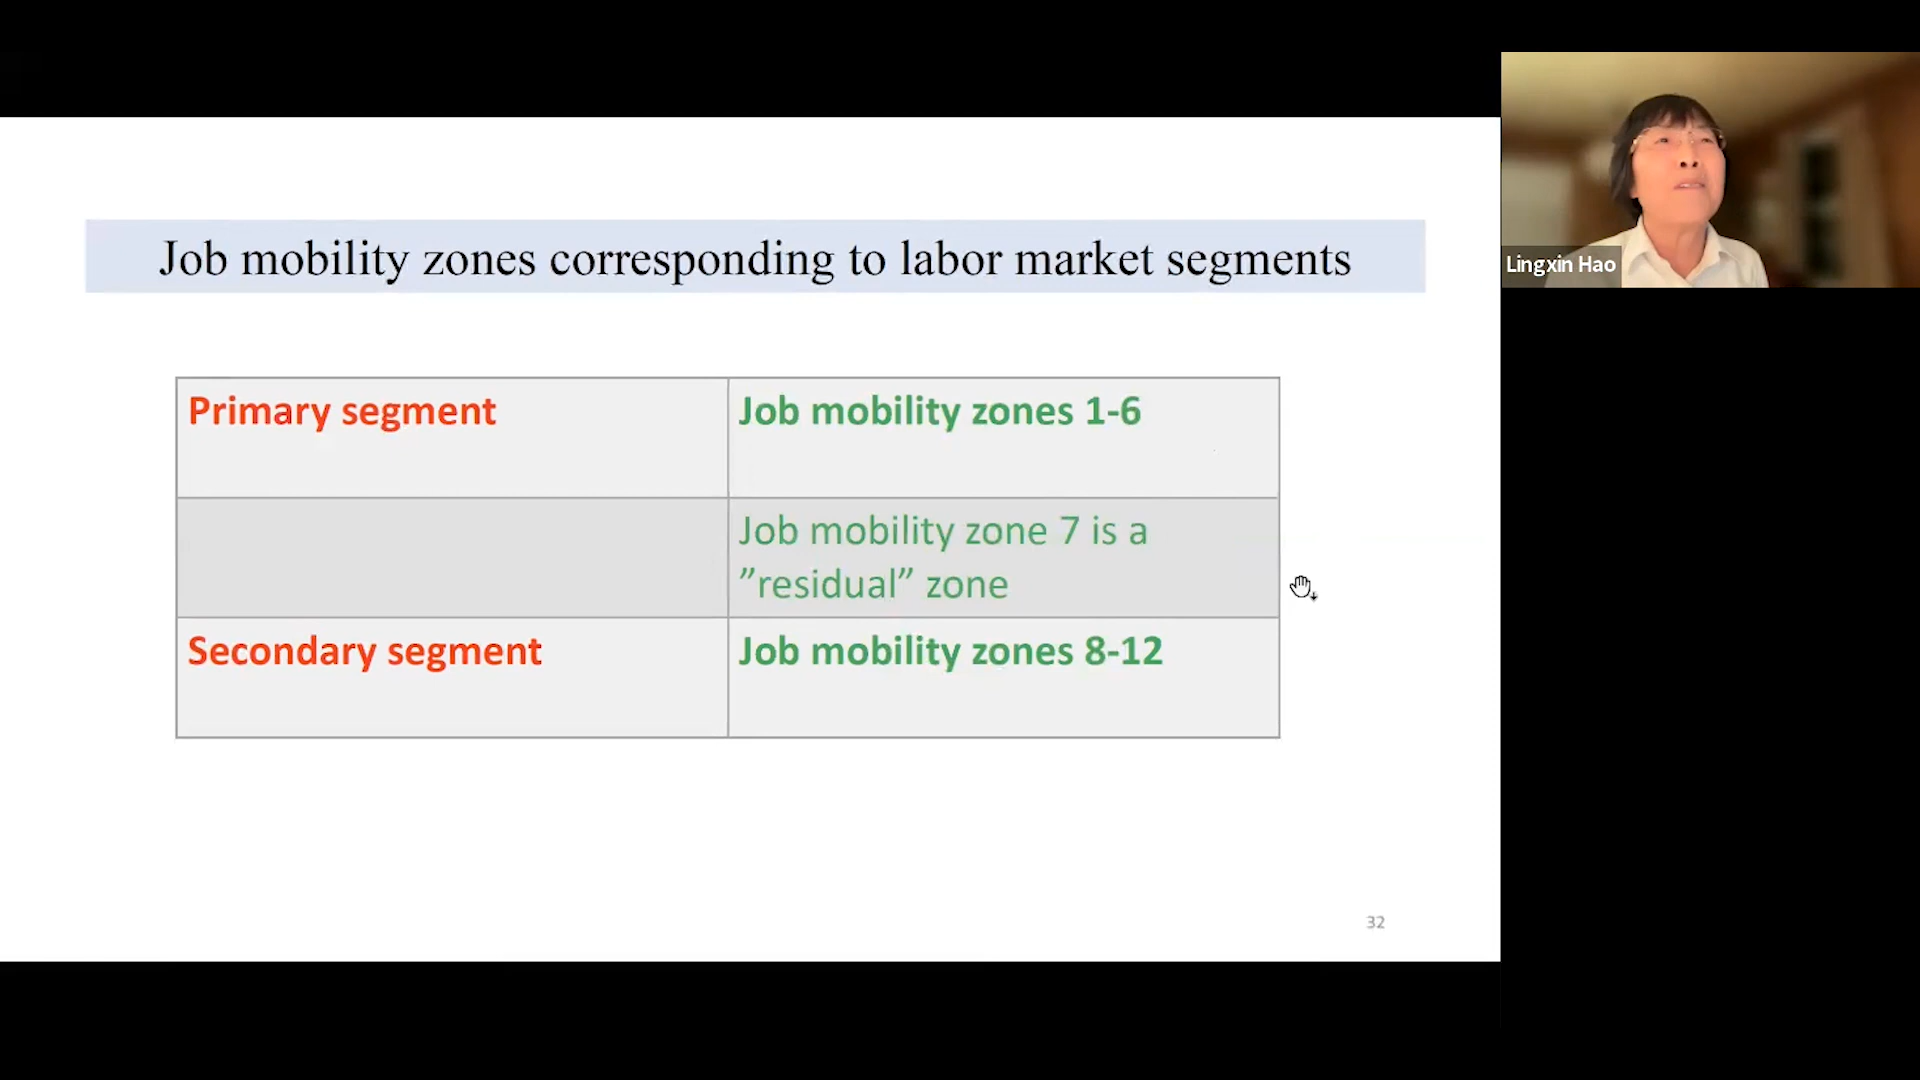 Job mobility zones corresponding to labor market segments
Primary segment
Job mobility zones 1-6
Job mobility zone 7 is a
”residual” zone
Secondary segment
Job mobility zones 8-12
32
Lingxin Hao